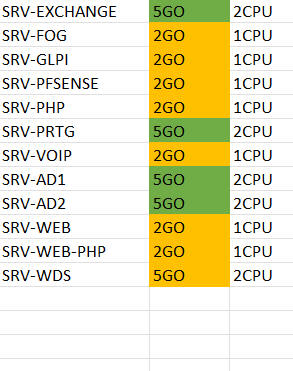 SRV-EXCHANGE 5GO 2CPU
SRV-FOG 2GO 1CPU
SRV-GLPI 2GO 1CPU
SRV-PFSENSE 2GO 1CPU
SRV-PHP 2GO 1CPU
SRV-PRTG 5GO 2CPU
SRV-VOIP 2GO 1CPU
SRV-AD1 5GO 2CPU
SRV-AD2 5GO 2CPU
SRV-WEB 2GO 1CPU
SRV-WEB-PHP 2GO 1CPU
SRV-WDS 5GO 2CPU